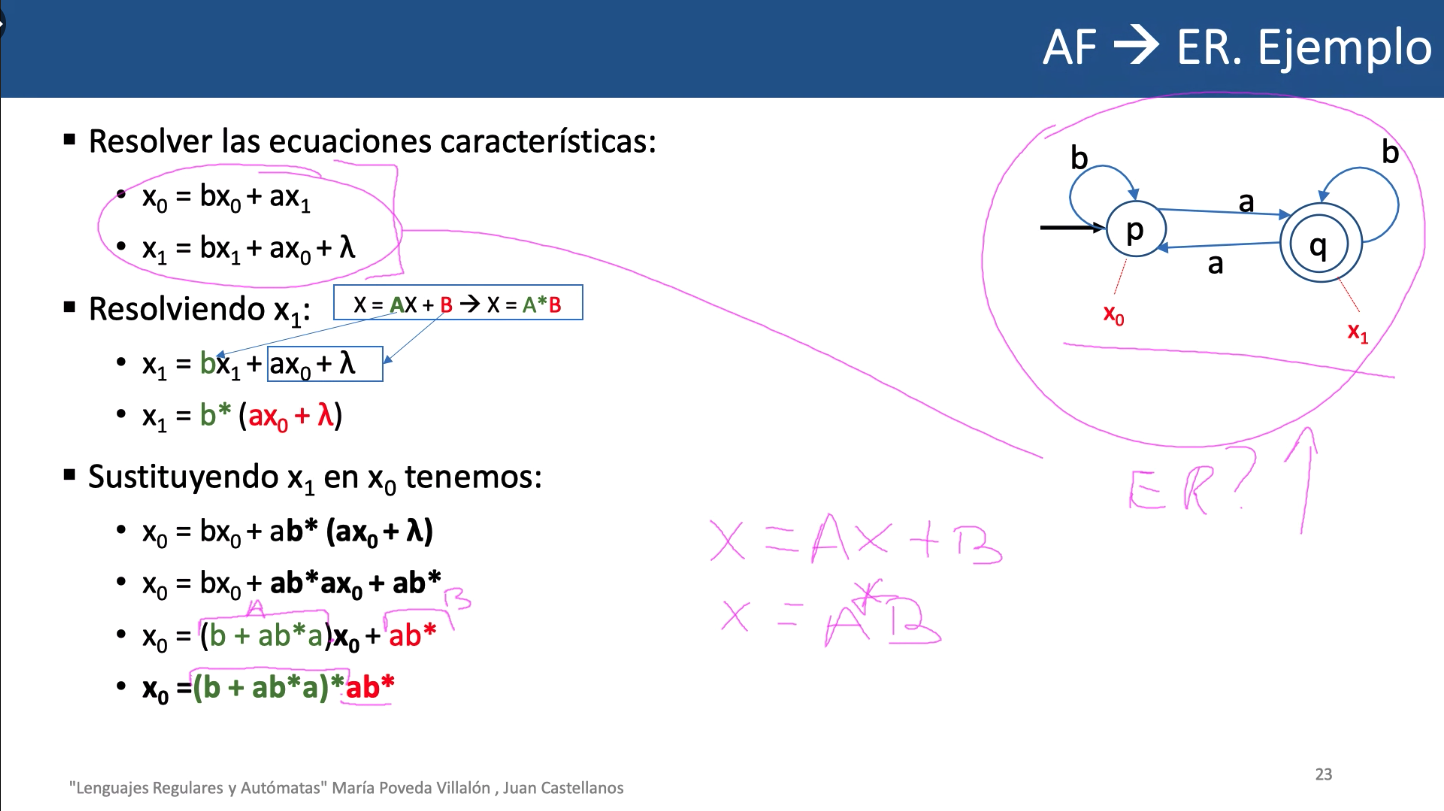 AF → ER. Ejemplo
▪ Resolver las ecuaciones características:
• x₀ = bx₀ + ax₁
• x₁ = bx₁ + ax₀ + λ
▪ Resolviendo x₁:
X = AX + B → X = A*B
• x₁ = bx₁ + ax₀ + λ
• x₁ = b* (ax₀ + λ)
▪ Sustituyendo x₁ en x₀ tenemos:
• x₀ = bx₀ + ab* (ax₀ + λ)
• x₀ = bx₀ + ab*ax₀ + ab*
A
B
• x₀ = (b + ab*a)x₀ + ab*
• x₀ =(b + ab*a)*ab*
b
b
a
p
q
a
x₀
x₁
ER?
X = AX + B
X = A*B
"Lenguajes Regulares y Autómatas" María Poveda Villalón , Juan Castellanos
23